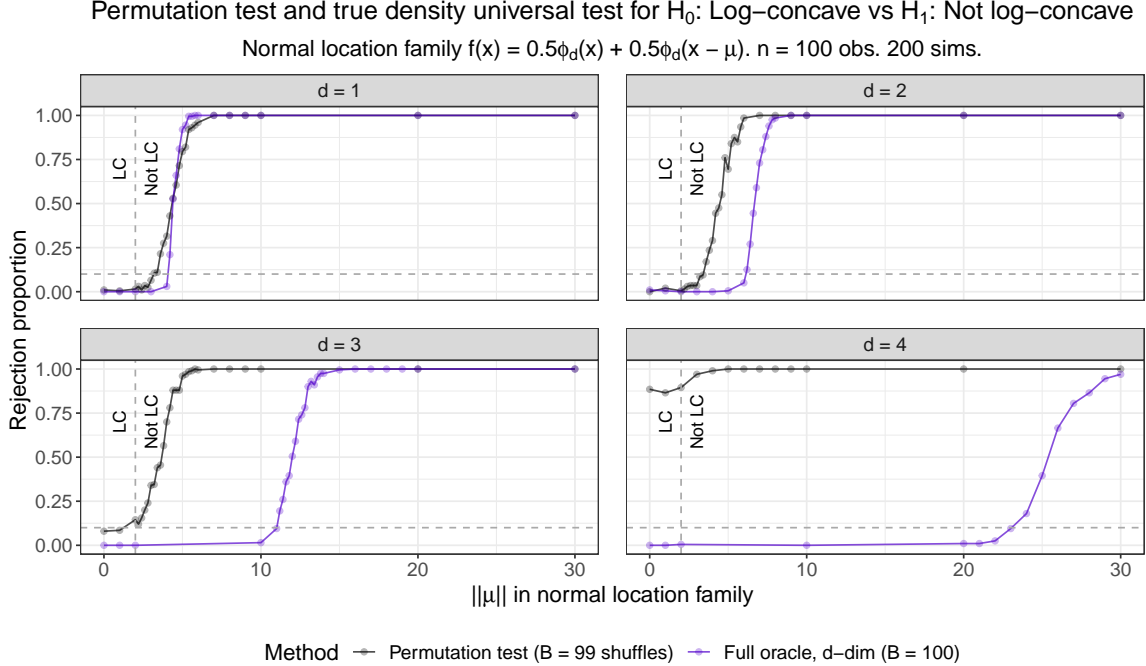 Permutation test and true density universal test for H₀: Log−concave vs H₁: Not log−concave
Normal location family f(x) = 0.5ϕd(x) + 0.5ϕd(x − μ). n = 100 obs. 200 sims.
d = 1
d = 2
1.00
0.75
0.50
0.25
0.00
LC
Not LC
LC
Not LC
d = 3
d = 4
1.00
0.75
0.50
0.25
0.00
LC
Not LC
LC
Not LC
0
10
20
30
0
10
20
30
Rejection proportion
||μ|| in normal location family
Method
Permutation test (B = 99 shuffles)
Full oracle, d−dim (B = 100)